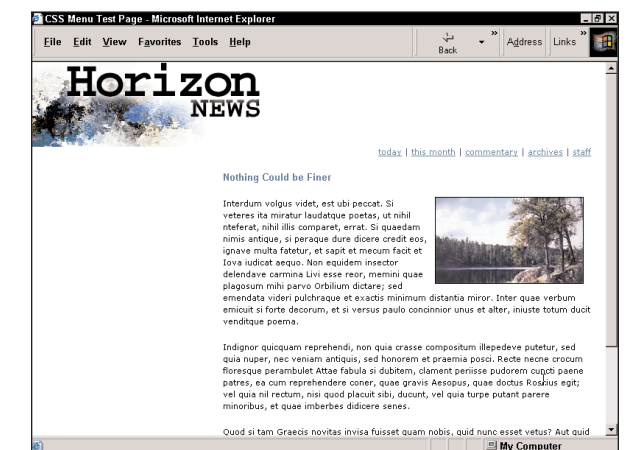 CSS Menu Test Page - Microsoft Internet Explorer
File Edit View Favorites Tools Help
Back
Address
Links
Horizon
NEWS
today | this month | commentary | archives | staff
Nothing Could be Finer
Interdum volgus videt, est ubi peccat. Si
veteres ita miratur laudatque poetas, ut nihil
nteferat, nihil illis comparet, errat. Si quaedam
nimis antique, si peraque dure dicere credit eos,
ignave multa fatetur, et sapit et mecum facit et
Iova iudicat aequo. Non equidem insector
delendave carmina Livi esse reor, memini quae
plagosum mihi parvo Orbilium dictare; sed
emendata videri pulchraque et exactis minimum distantia miror. Inter quae verbum
emicuit si forte decorum, et si versus paulo concinnior unus et alter, iniuste totum ducit
venditque poema.
Indignor quicquam reprehendi, non quia crasse compositum illepedeve putetur, sed
quia nuper, nec veniam antiquis, sed honorem et praemia posci. Recte necne crocum
floresque perambulet Attae fabula si dubitem, clament periisse pudorem cuncti paene
patres, ea cum reprehendere coner, quae gravis Aesopus, quae doctus Roscius egit;
vel quia nil rectum, nisi quod placuit sibi, ducunt, vel quia turpe putant parere
minoribus, et quae imberbes didicere senes.
Quod si tam Graecis novitas invisa fuisset quam nobis, quid nunc esset vetus? Aut quid
My Computer